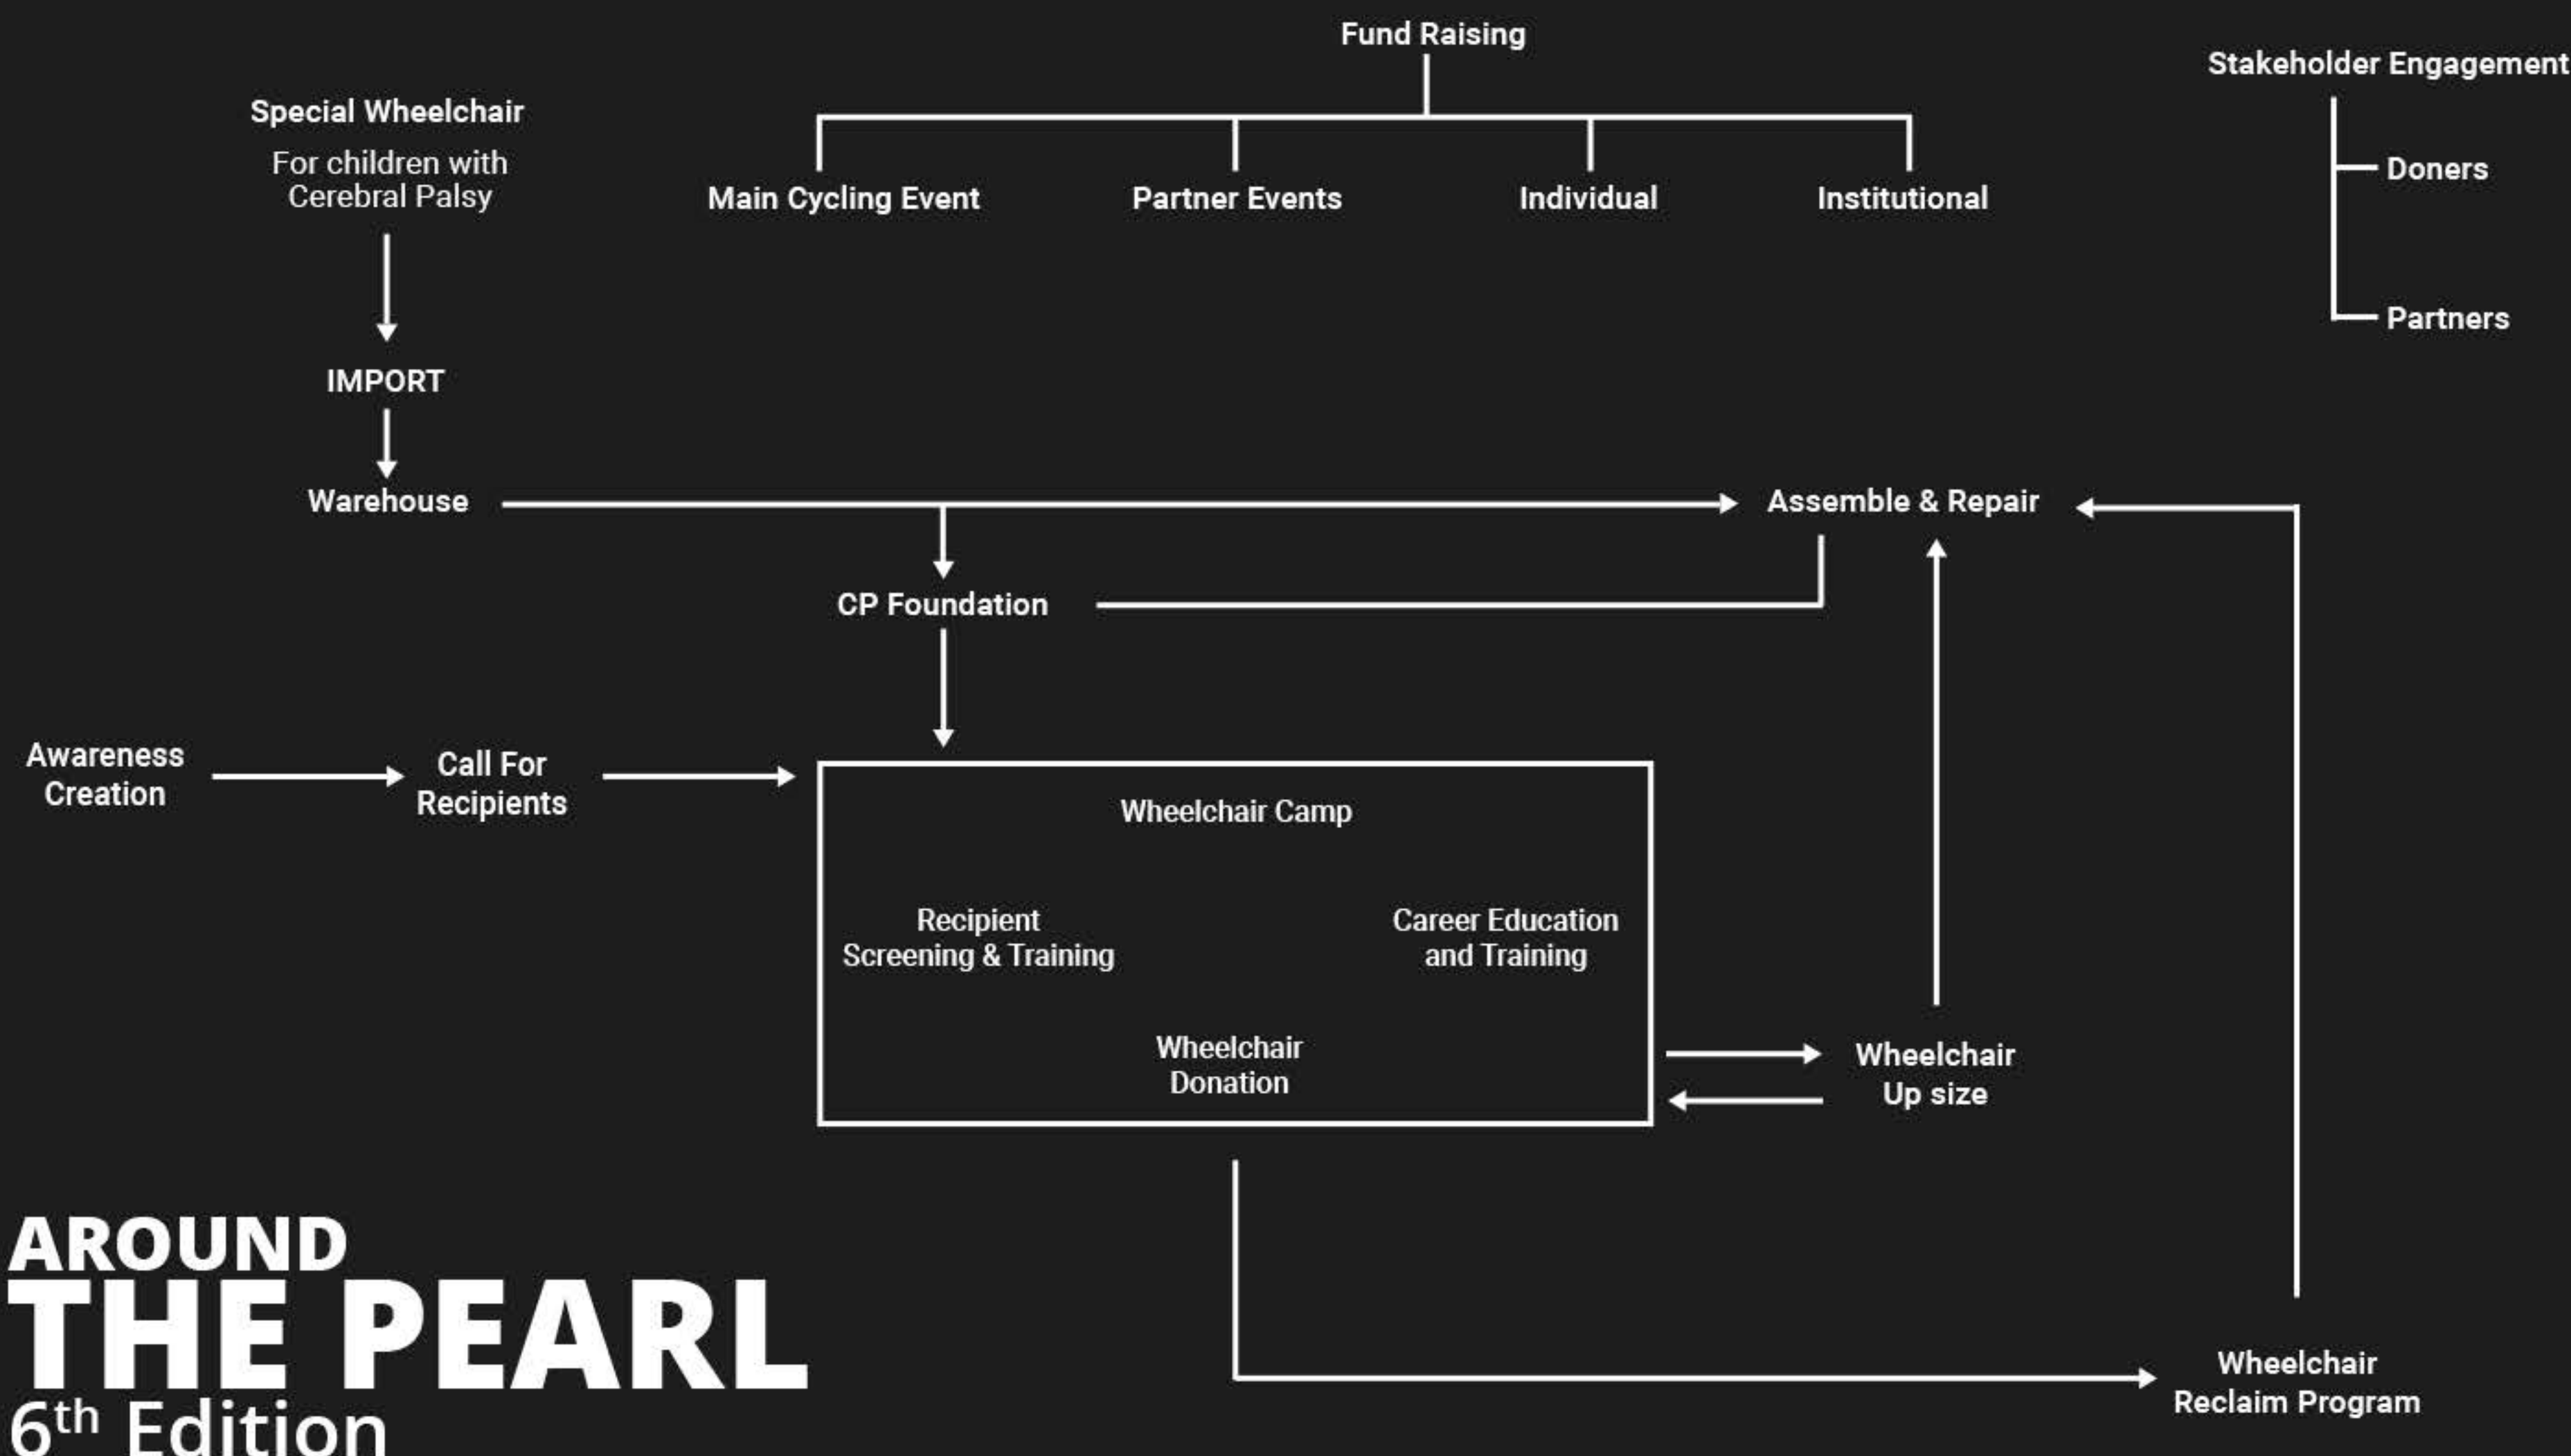 Fund Raising
Stakeholder Engagement
Special Wheelchair
For children with
Cerebral Palsy
Main Cycling Event
Partner Events
Individual
Institutional
Doners
Partners
IMPORT
Warehouse
Assemble & Repair
CP Foundation
Awareness
Creation
Call For
Recipients
Wheelchair Camp
Recipient
Screening & Training
Career Education
and Training
Wheelchair
Donation
Wheelchair
Up size
Wheelchair
Reclaim Program
AROUND
THE PEARL
6th Edition